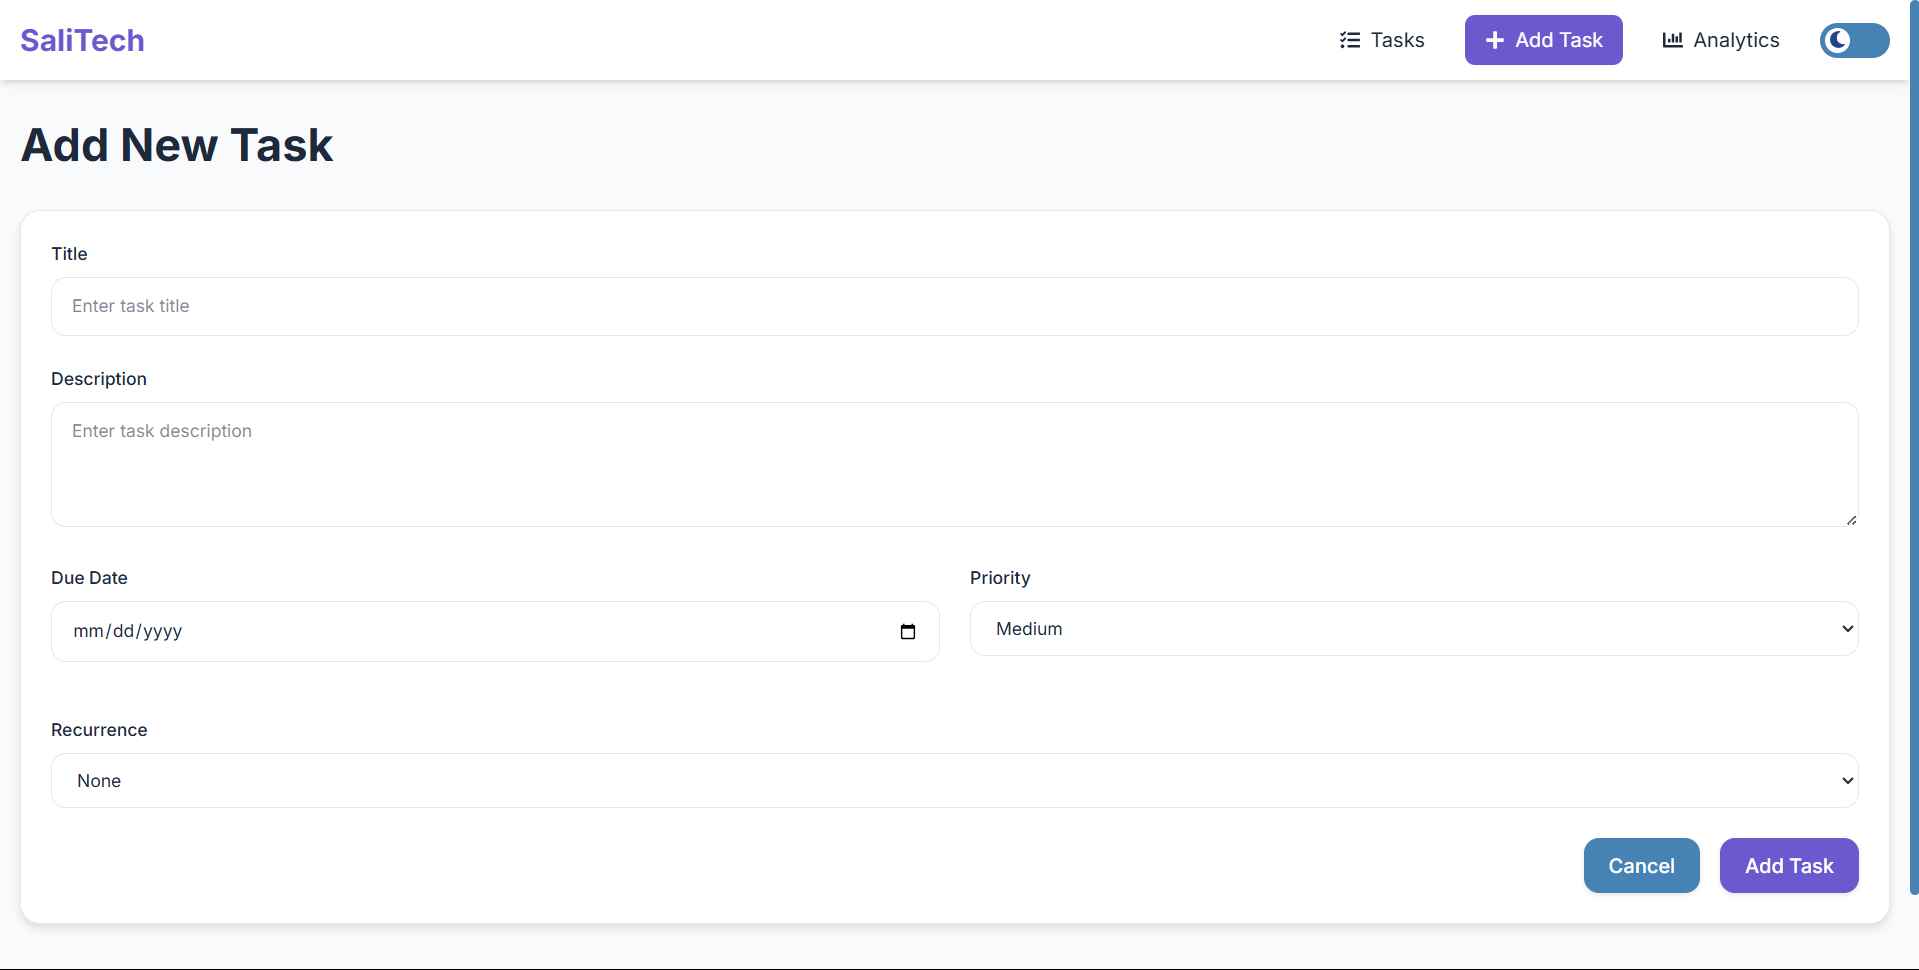 SaliTech
Tasks
Add Task
Analytics
Add New Task
Title
Enter task title
Description
Enter task description
Due Date
mm/dd/yyyy
Priority
Medium
Recurrence
None
Cancel
Add Task